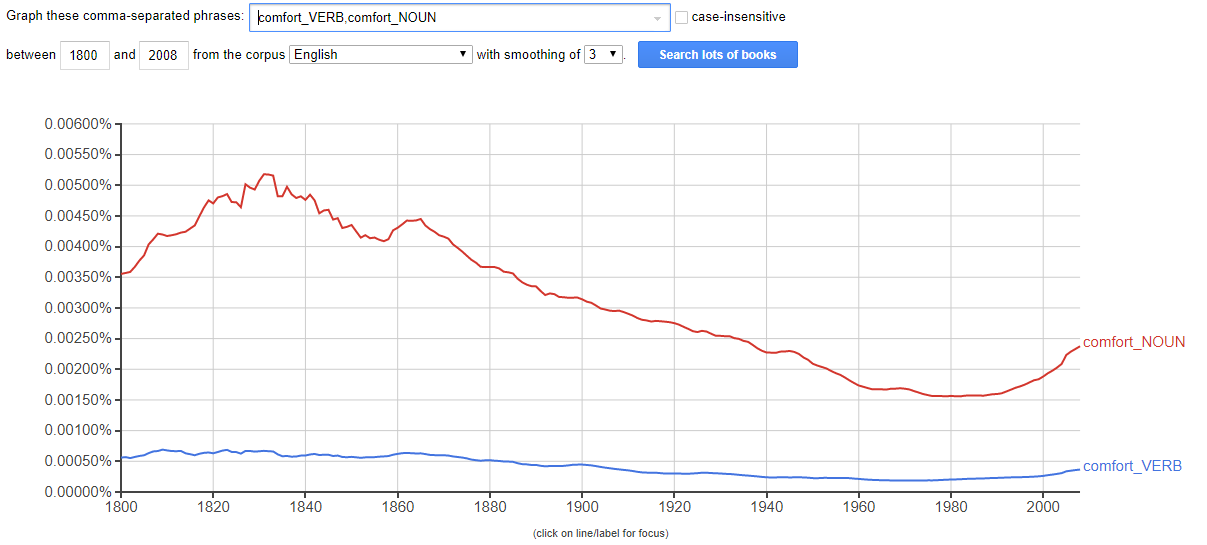 Graph these comma-separated phrases: comfort_VERB,comfort_NOUN case-insensitive
between 1800 and 2008 from the corpus English with smoothing of 3 . Search lots of books
0.00600%
0.00550%
0.00500%
0.00450%
0.00400%
0.00350%
0.00300%
0.00250%
comfort_NOUN
0.00200%
0.00150%
0.00100%
0.00050%
comfort_VERB
0.00000%
1800 1820 1840 1860 1880 1900 1920 1940 1960 1980 2000
(click on line/label for focus)